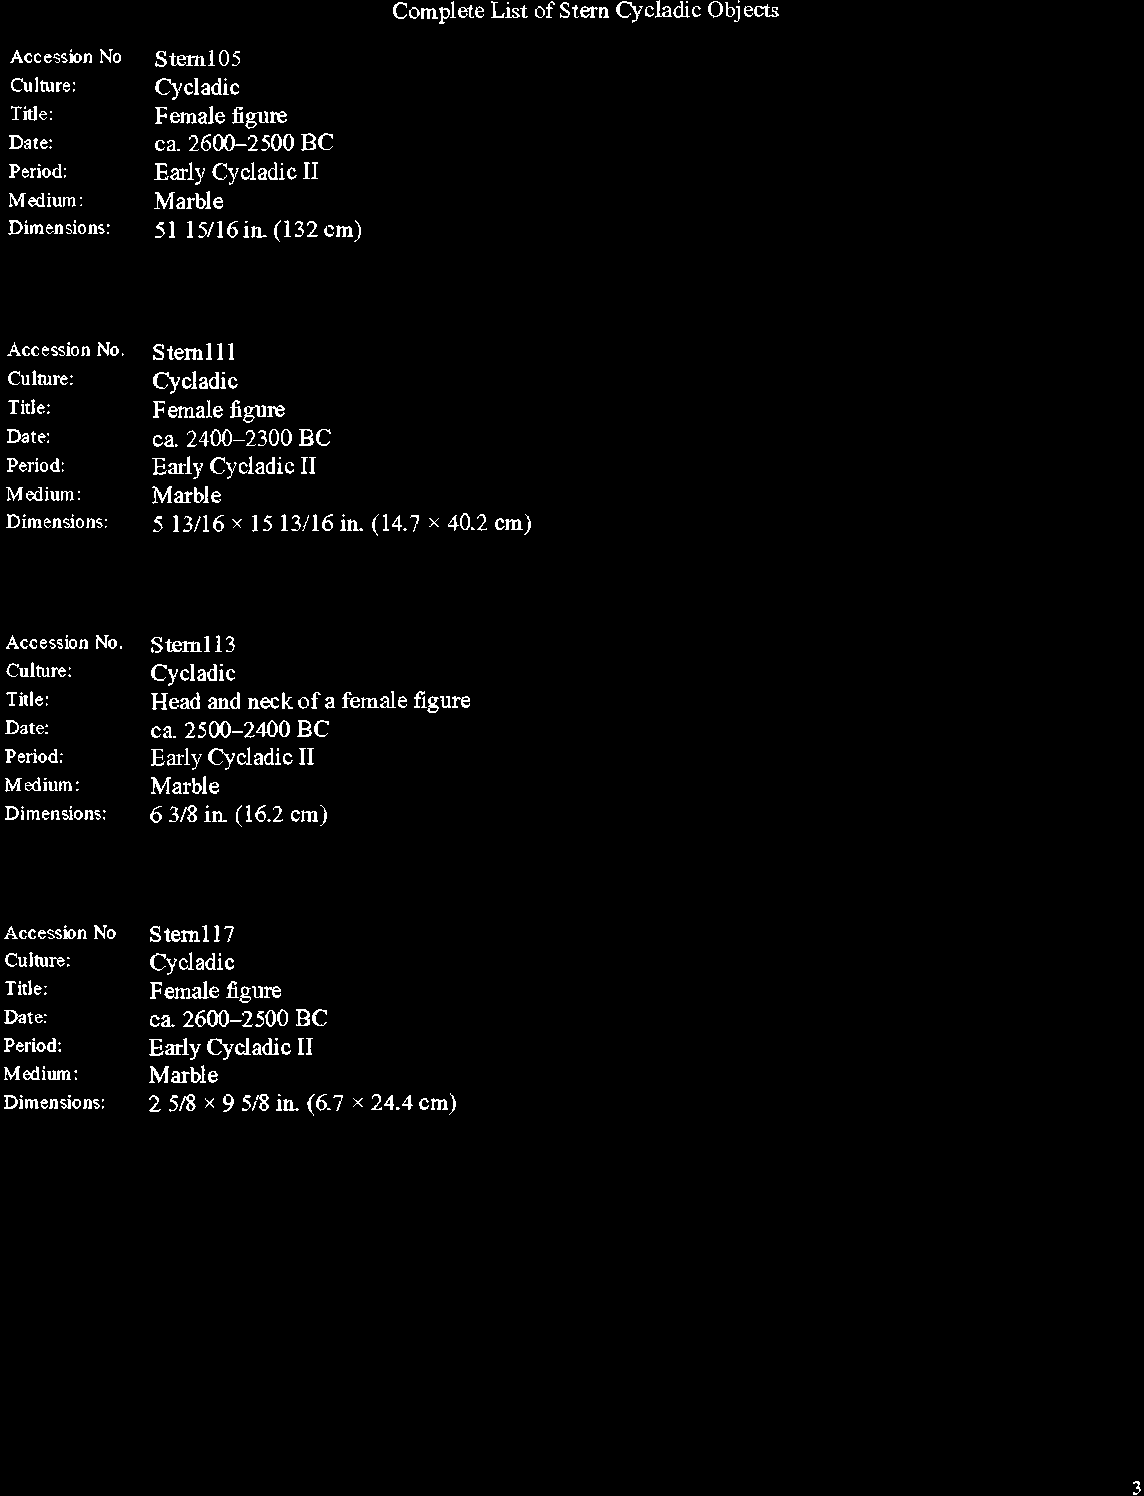 Complete List of Stern Cycladic Objects
Accession No Stern105
Culture: Cycladic
Title: Female figure
Date: ca. 2600–2500 BC
Period: Early Cycladic II
Medium: Marble
Dimensions: 51 15/16 in. (132 cm)
Accession No. Stern111
Culture: Cycladic
Title: Female figure
Date: ca. 2400–2300 BC
Period: Early Cycladic II
Medium: Marble
Dimensions: 5 13/16 × 15 13/16 in. (14.7 × 40.2 cm)
Accession No. Stern113
Culture: Cycladic
Title: Head and neck of a female figure
Date: ca. 2500–2400 BC
Period: Early Cycladic II
Medium: Marble
Dimensions: 6 3/8 in. (16.2 cm)
Accession No Stern117
Culture: Cycladic
Title: Female figure
Date: ca. 2600–2500 BC
Period: Early Cycladic II
Medium: Marble
Dimensions: 2 5/8 × 9 5/8 in. (6.7 × 24.4 cm)
3